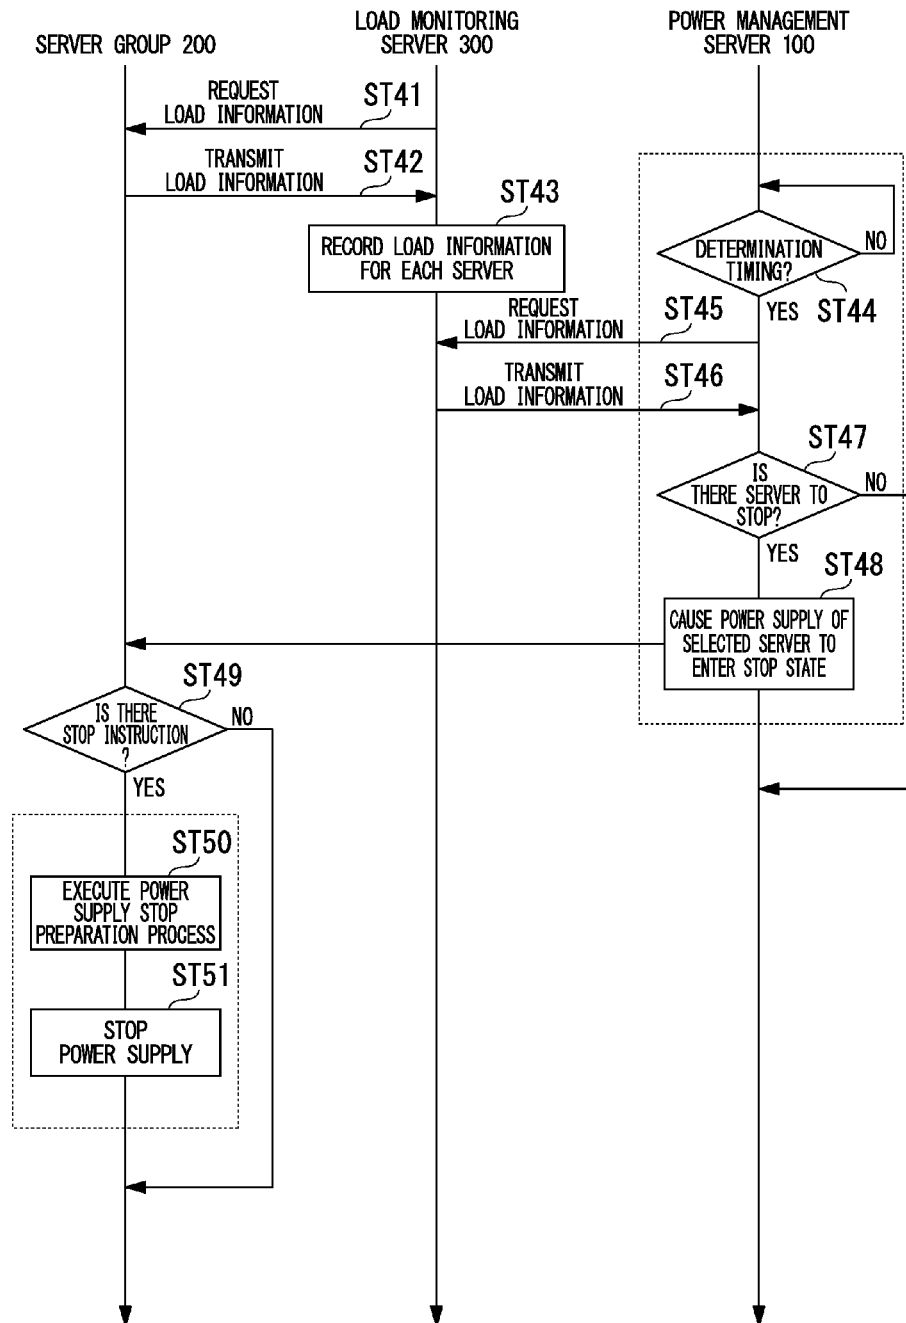 SERVER GROUP 200
LOAD MONITORING
SERVER 300
POWER MANAGEMENT
SERVER 100
REQUEST
LOAD INFORMATION
ST41
TRANSMIT
LOAD INFORMATION
ST42
ST43
RECORD LOAD INFORMATION
FOR EACH SERVER
DETERMINATION
TIMING?
NO
YES
ST44
REQUEST
LOAD INFORMATION
ST45
TRANSMIT
LOAD INFORMATION
ST46
ST47
IS
THERE SERVER TO
STOP?
NO
YES
ST48
CAUSE POWER SUPPLY OF
SELECTED SERVER TO
ENTER STOP STATE
ST49
IS THERE
STOP INSTRUCTION
?
NO
YES
ST50
EXECUTE POWER
SUPPLY STOP
PREPARATION PROCESS
ST51
STOP
POWER SUPPLY